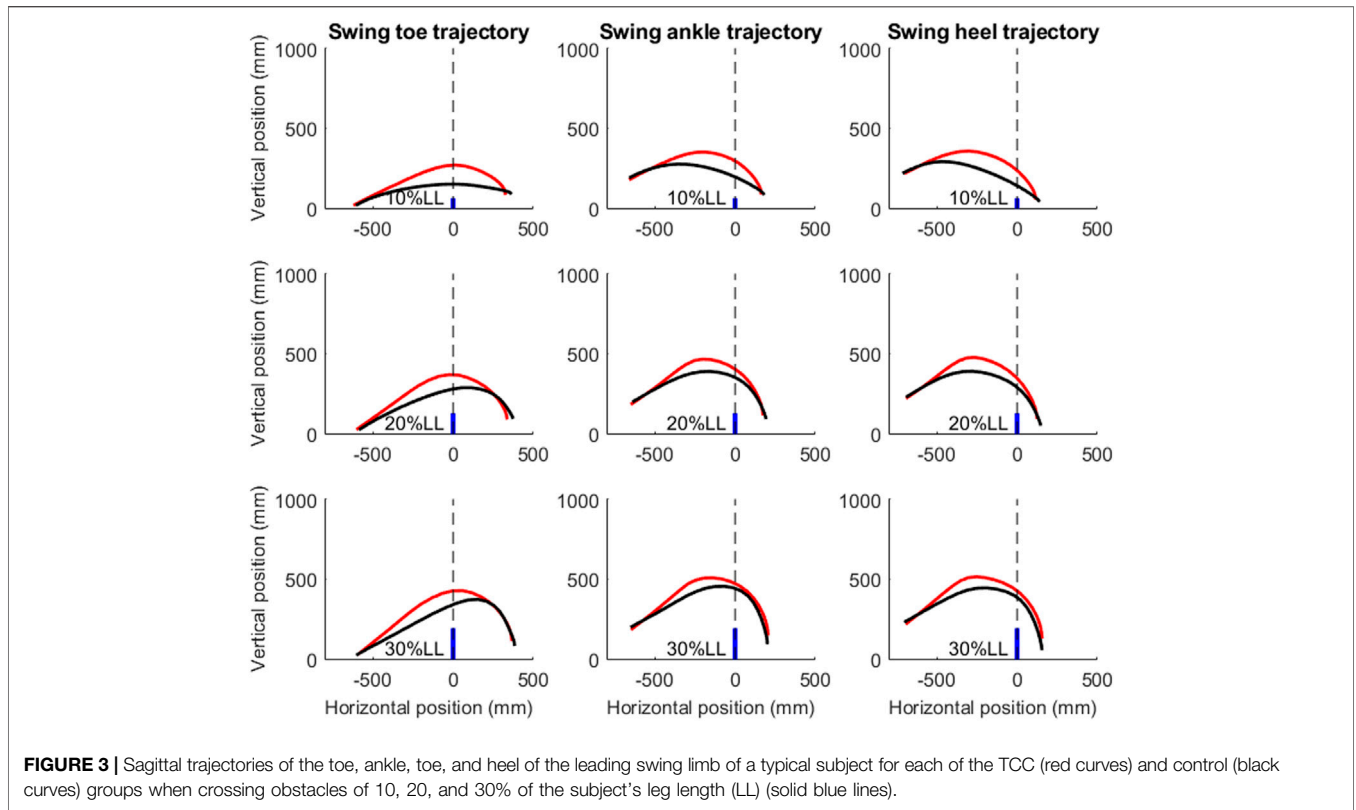 Swing toe trajectory Swing ankle trajectory Swing heel trajectory
Vertical position (mm)
1000 1000 1000
500 500 500
10%LL 10%LL 10%LL
0 0 0
-500 0 500 -500 0 500 -500 0 500
Vertical position (mm)
1000 1000 1000
500 500 500
20%LL 20%LL 20%LL
0 0 0
-500 0 500 -500 0 500 -500 0 500
Vertical position (mm)
1000 1000 1000
500 500 500
30%LL 30%LL 30%LL
0 0 0
-500 0 500 -500 0 500 -500 0 500
Horizontal position (mm) Horizontal position (mm) Horizontal position (mm)
FIGURE 3 | Sagittal trajectories of the toe, ankle, toe, and heel of the leading swing limb of a typical subject for each of the TCC (red curves) and control (black
curves) groups when crossing obstacles of 10, 20, and 30% of the subject's leg length (LL) (solid blue lines).